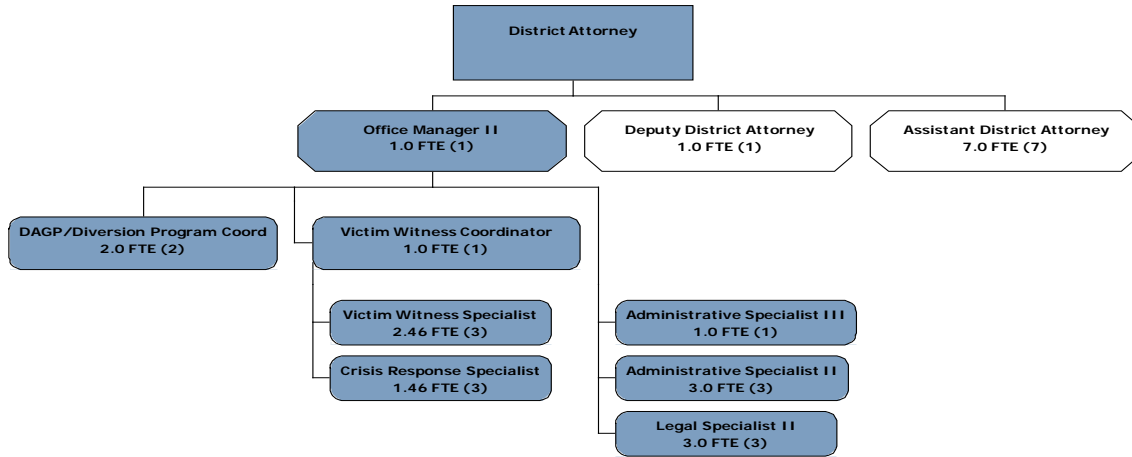 District Attorney
Office Manager II
1.0 FTE (1)
Deputy District Attorney
1.0 FTE (1)
Assistant District Attorney
7.0 FTE (7)
DAGP/Diversion Program Coord
2.0 FTE (2)
Victim Witness Coordinator
1.0 FTE (1)
Victim Witness Specialist
2.46 FTE (3)
Crisis Response Specialist
1.46 FTE (3)
Administrative Specialist III
1.0 FTE (1)
Administrative Specialist II
3.0 FTE (3)
Legal Specialist II
3.0 FTE (3)